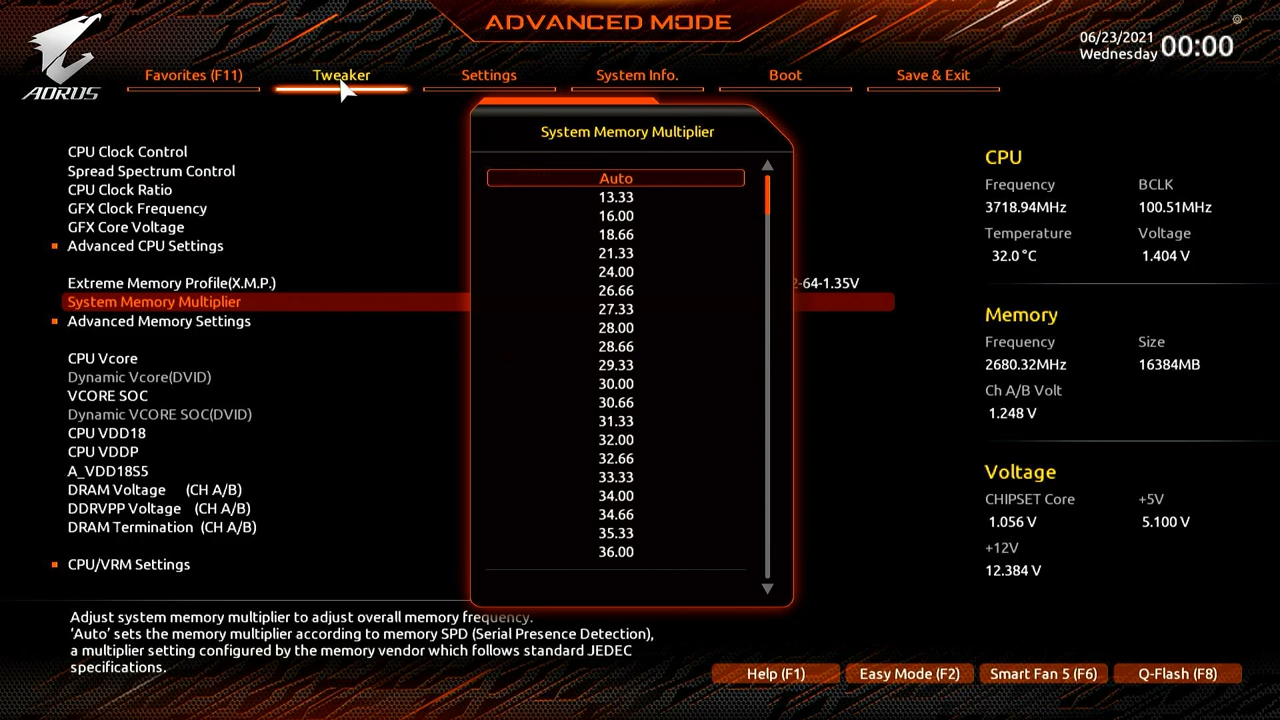 ADVANCED MODE
AORUS
06/23/2021
Wednesday
00:00
Favorites (F11)
Tweaker
Settings
System Info.
Boot
Save & Exit
CPU Clock Control
Spread Spectrum Control
CPU Clock Ratio
GFX Clock Frequency
GFX Core Voltage
Advanced CPU Settings
Extreme Memory Profile(X.M.P.)
-64-1.35V
System Memory Multiplier
Advanced Memory Settings
CPU Vcore
Dynamic Vcore(DVID)
VCORE SOC
Dynamic VCORE SOC(DVID)
CPU VDD18
CPU VDDP
A_VDD18S5
DRAM Voltage (CH A/B)
DDRVPP Voltage (CH A/B)
DRAM Termination (CH A/B)
CPU/VRM Settings
System Memory Multiplier
Auto
13.33
16.00
18.66
21.33
24.00
26.66
27.33
28.00
28.66
29.33
30.00
30.66
31.33
32.00
32.66
33.33
34.00
34.66
35.33
36.00
CPU
Frequency BCLK
3718.94MHz 100.51MHz
Temperature Voltage
32.0 °C 1.404 V
Memory
Frequency Size
2680.32MHz 16384MB
Ch A/B Volt
1.248 V
Voltage
CHIPSET Core +5V
1.056 V 5.100 V
+12V
12.384 V
Adjust system memory multiplier to adjust overall memory frequency.
'Auto' sets the memory multiplier according to memory SPD (Serial Presence Detection),
a multiplier setting configured by the memory vendor which follows standard JEDEC
specifications.
Help (F1)
Easy Mode (F2)
Smart Fan 5 (F6)
Q-Flash (F8)